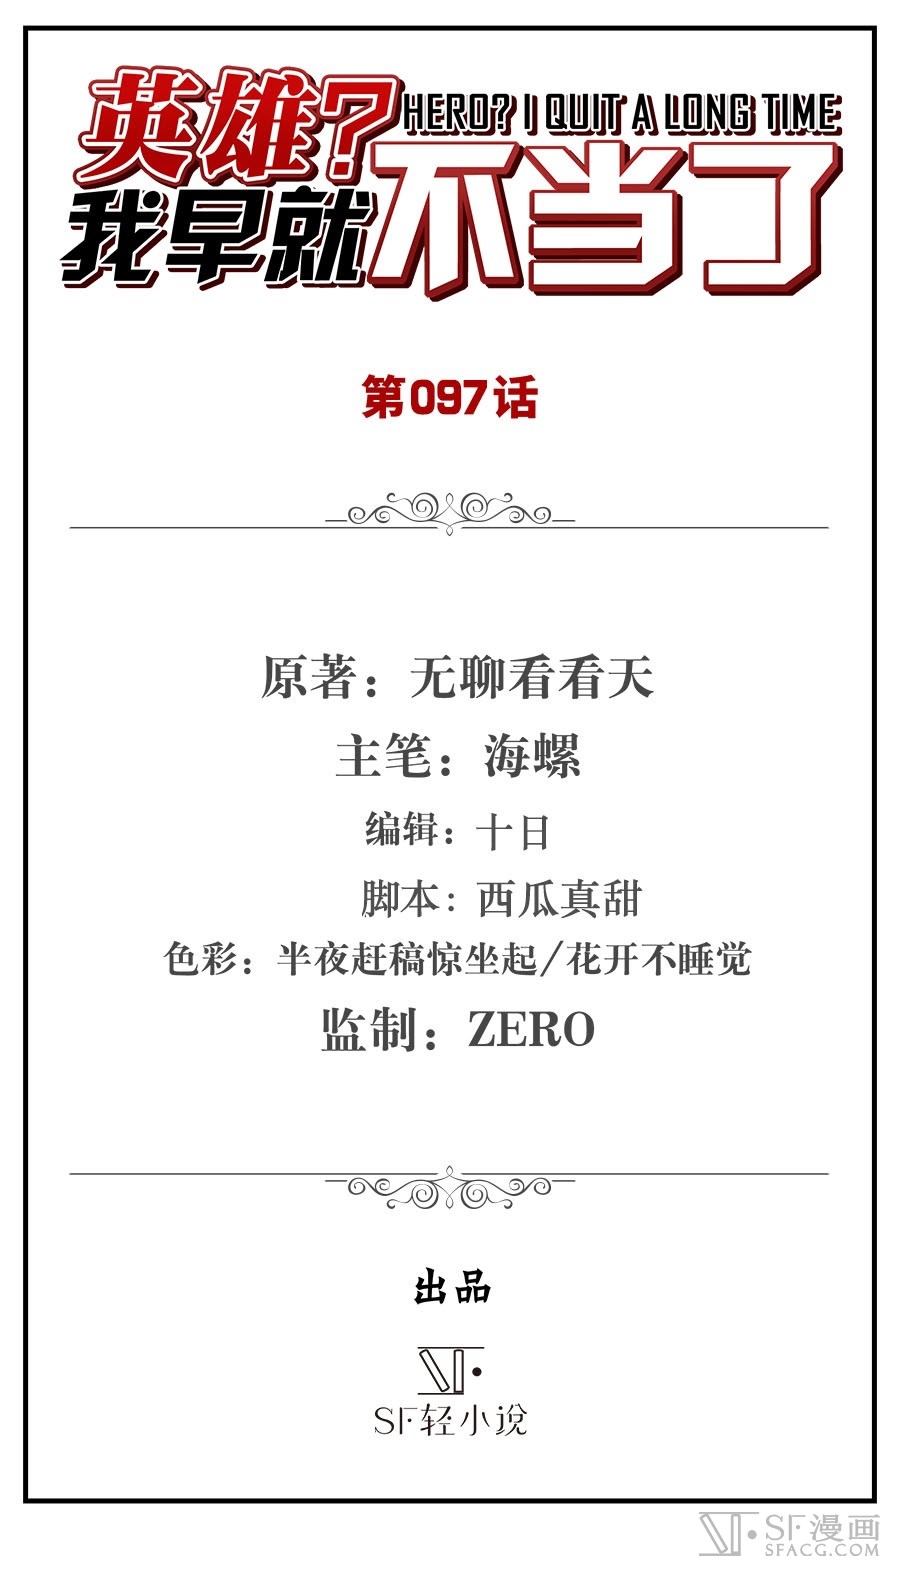 英雄?
HERO? I QUIT A LONG TIME
我早就不当了
第097话
原著：无聊看看天
主笔：海螺
编辑：十日
脚本：西瓜真甜
色彩：半夜赶稿惊坐起/花开不睡觉
监制：ZERO
出品
SF轻小说
SF漫画
SFACG.COM